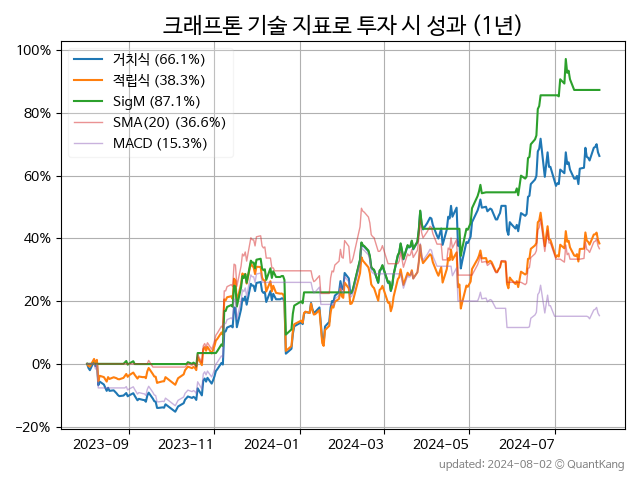 크래프톤 기술 지표로 투자 시 성과 (1년)
거치식 (66.1%)
적립식 (38.3%)
SigM (87.1%)
SMA(20) (36.6%)
MACD (15.3%)
100%
80%
60%
40%
20%
0%
−20%
2023-09 2023-11 2024-01 2024-03 2024-05 2024-07
updated: 2024-08-02 © QuantKang